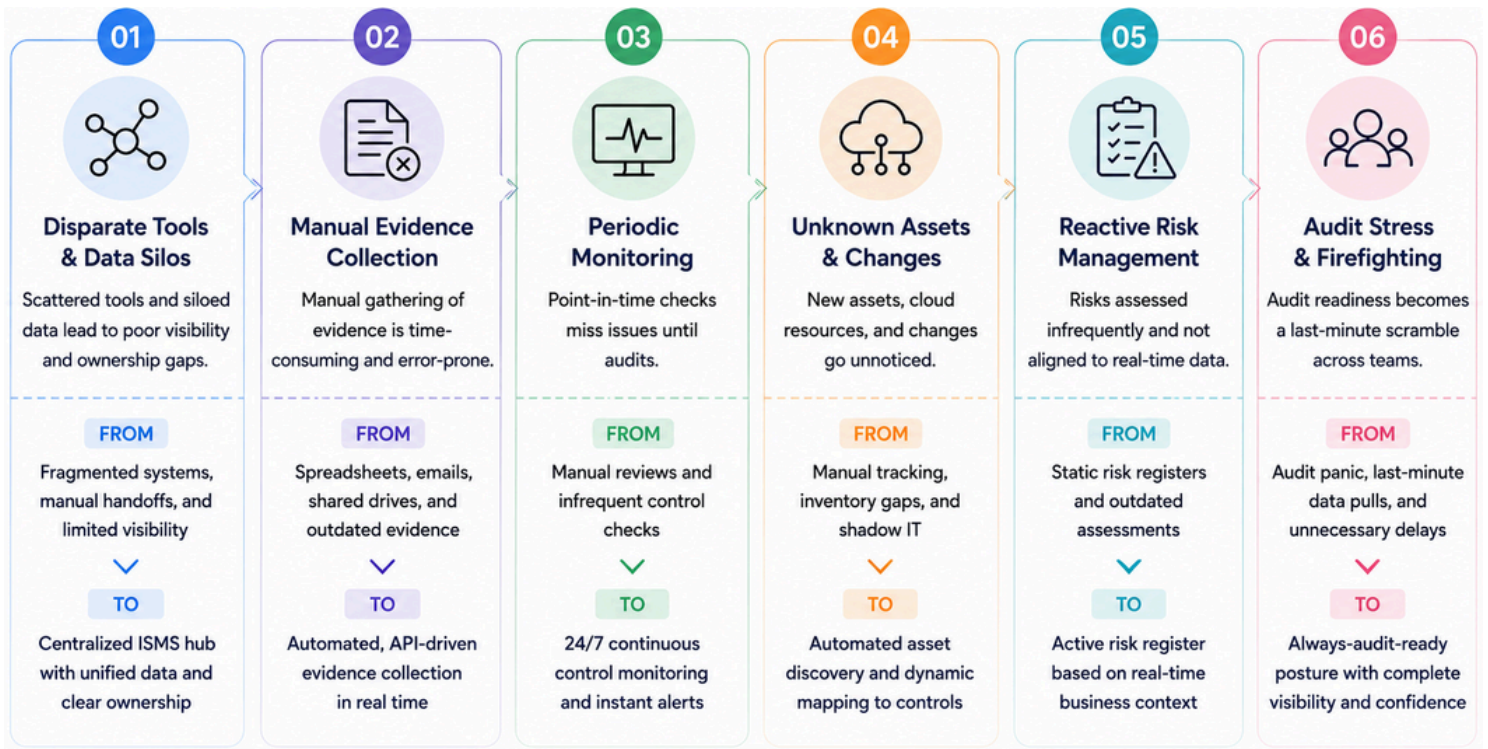 01
Disparate Tools
& Data Silos
Scattered tools and siloed
data lead to poor visibility
and ownership gaps.
FROM
Fragmented systems,
manual handoffs, and
limited visibility
TO
Centralized ISMS hub
with unified data and
clear ownership
02
Manual Evidence
Collection
Manual gathering of
evidence is time-
consuming and error-prone.
FROM
Spreadsheets, emails,
shared drives, and
outdated evidence
TO
Automated, API-driven
evidence collection
in real time
03
Periodic
Monitoring
Point-in-time checks
miss issues until
audits.
FROM
Manual reviews and
infrequent control
checks
TO
24/7 continuous
control monitoring
and instant alerts
04
Unknown Assets
& Changes
New assets, cloud
resources, and changes
go unnoticed.
FROM
Manual tracking,
inventory gaps, and
shadow IT
TO
Automated asset
discovery and dynamic
mapping to controls
05
Reactive Risk
Management
Risks assessed
infrequently and not
aligned to real-time data.
FROM
Static risk registers
and outdated
assessments
TO
Active risk register
based on real-time
business context
06
Audit Stress
& Firefighting
Audit readiness becomes
a last-minute scramble
across teams.
FROM
Audit panic, last-minute
data pulls, and
unnecessary delays
TO
Always-audit-ready
posture with complete
visibility and confidence